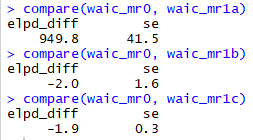 > compare(waic_mr0, waic_mr1a)
elpd_diff se
949.8 41.5
> compare(waic_mr0, waic_mr1b)
elpd_diff se
-2.0 1.6
> compare(waic_mr0, waic_mr1c)
elpd_diff se
-1.9 0.3